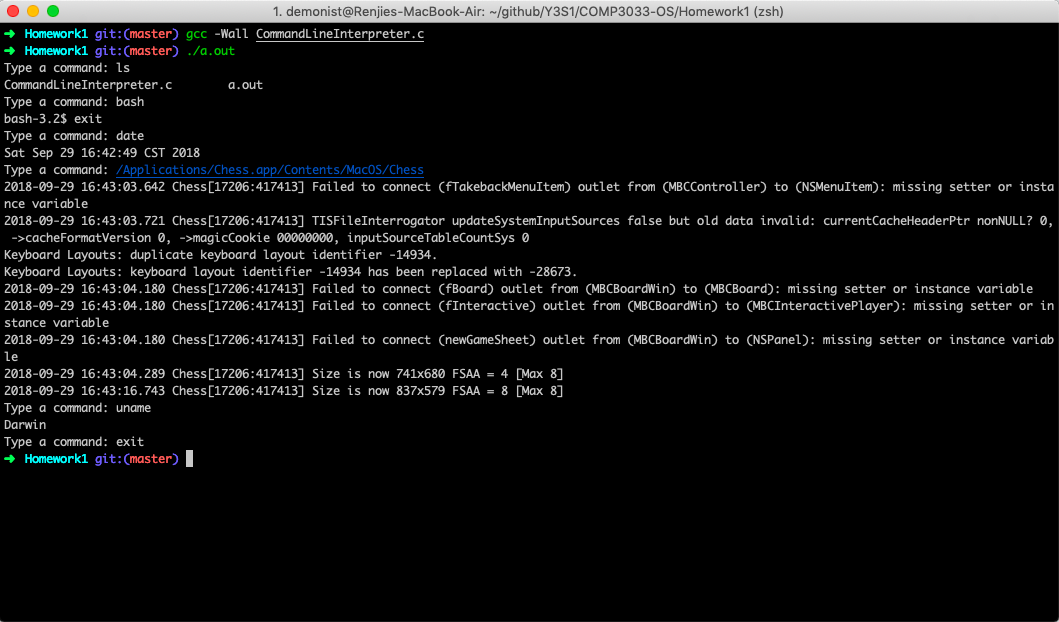 1. demonist@Renjies-MacBook-Air: ~/github/Y3S1/COMP3033-OS/Homework1 (zsh)
➜ Homework1 git:(master) gcc -Wall CommandLineInterpreter.c
➜ Homework1 git:(master) ./a.out
Type a command: ls
CommandLineInterpreter.c        a.out
Type a command: bash
bash-3.2$ exit
Type a command: date
Sat Sep 29 16:42:49 CST 2018
Type a command: /Applications/Chess.app/Contents/MacOS/Chess
2018-09-29 16:43:03.642 Chess[17206:417413] Failed to connect (fTakebackMenuItem) outlet from (MBCController) to (NSMenuItem): missing setter or insta
nce variable
2018-09-29 16:43:03.721 Chess[17206:417413] TISFileInterrogator updateSystemInputSources false but old data invalid: currentCacheHeaderPtr nonNULL? 0,
 ->cacheFormatVersion 0, ->magicCookie 00000000, inputSourceTableCountSys 0
Keyboard Layouts: duplicate keyboard layout identifier -14934.
Keyboard Layouts: keyboard layout identifier -14934 has been replaced with -28673.
2018-09-29 16:43:04.180 Chess[17206:417413] Failed to connect (fBoard) outlet from (MBCBoardWin) to (MBCBoard): missing setter or instance variable
2018-09-29 16:43:04.180 Chess[17206:417413] Failed to connect (fInteractive) outlet from (MBCBoardWin) to (MBCInteractivePlayer): missing setter or in
stance variable
2018-09-29 16:43:04.180 Chess[17206:417413] Failed to connect (newGameSheet) outlet from (MBCBoardWin) to (NSPanel): missing setter or instance variab
le
2018-09-29 16:43:04.289 Chess[17206:417413] Size is now 741x680 FSAA = 4 [Max 8]
2018-09-29 16:43:16.743 Chess[17206:417413] Size is now 837x579 FSAA = 8 [Max 8]
Type a command: uname
Darwin
Type a command: exit
➜ Homework1 git:(master)